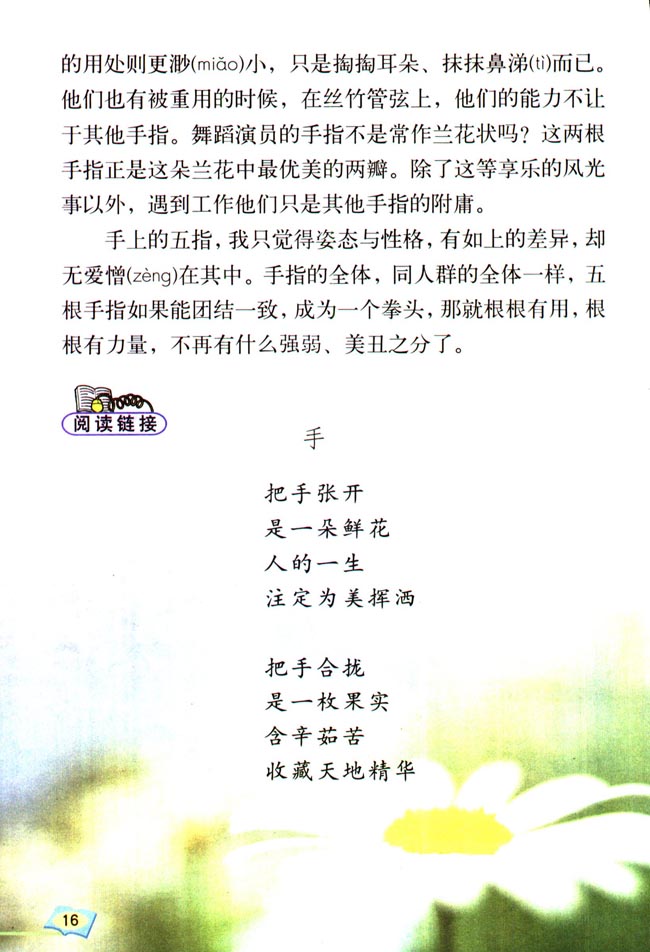 的用处则更渺(miǎo)小，只是掏掏耳朵、抹抹鼻涕(tì)而已。
他们也有被重用的时候，在丝竹管弦上，他们的能力不让
于其他手指。舞蹈演员的手指不是常作兰花状吗？这两根
手指正是这朵兰花中最优美的两瓣。除了这等享乐的风光
事以外，遇到工作他们只是其他手指的附庸。
手上的五指，我只觉得姿态与性格，有如上的差异，却
无爱憎(zèng)在其中。手指的全体，同人群的全体一样，五
根手指如果能团结一致，成为一个拳头，那就根根有用，根
根有力量，不再有什么强弱、美丑之分了。
阅读链接
手
把手张开
是一朵鲜花
人的一生
注定为美挥洒
把手合拢
是一枚果实
含辛茹苦
收藏天地精华
16